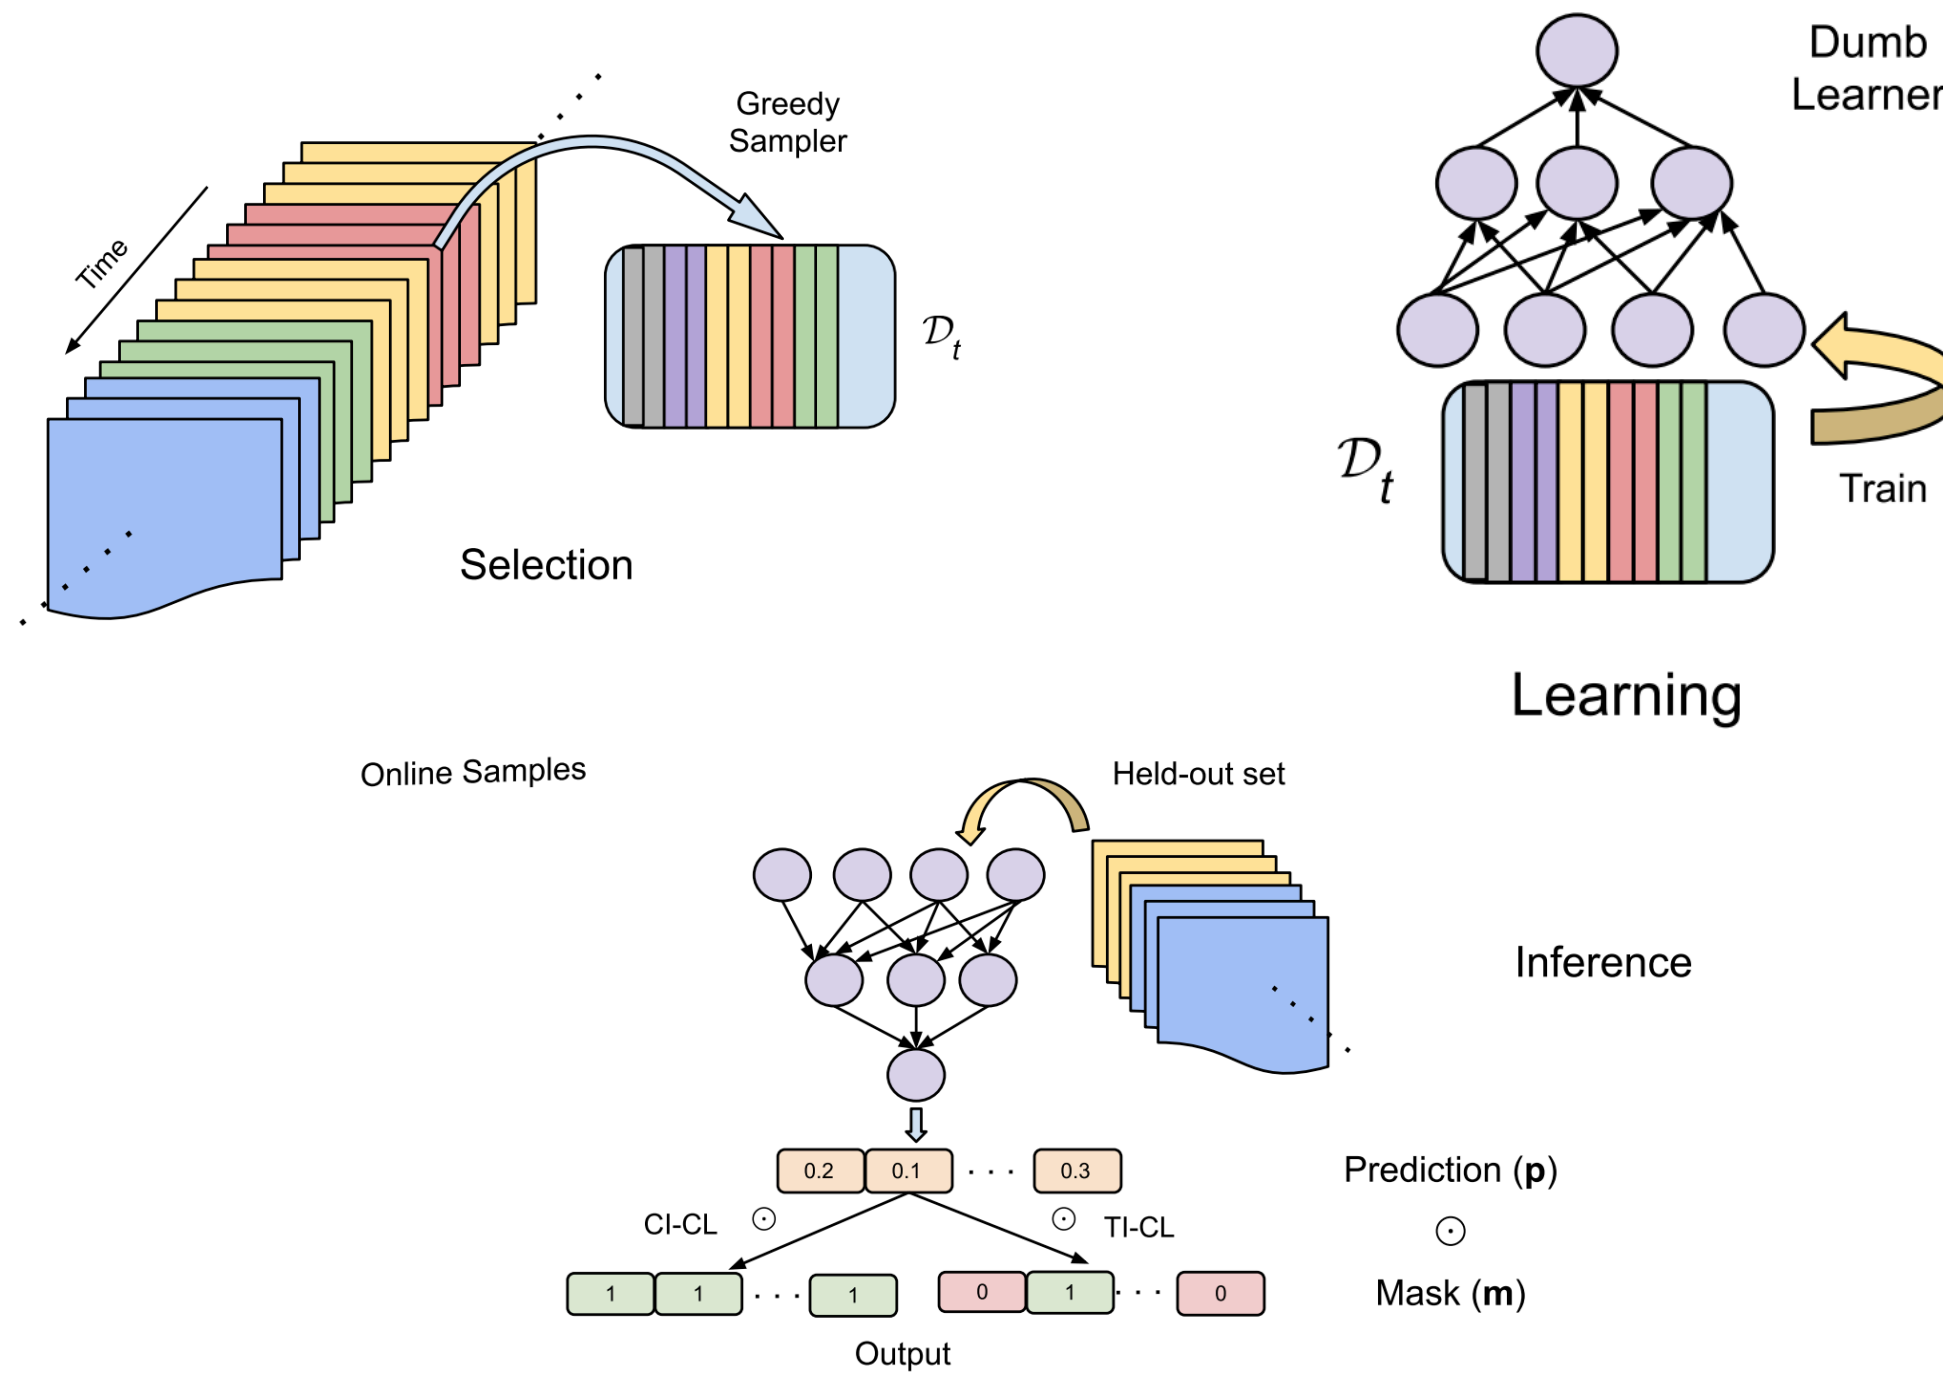 Greedy
Sampler
Time
𝒟t
Selection
Dumb
Learner
𝒟t
Train
Learning
Online Samples
Held-out set
Inference
0.2 0.1 . . . 0.3
Prediction (p)
CI-CL ⊙ ⊙ TI-CL
⊙
1 1 . . . 1 0 1 . . . 0
Mask (m)
Output